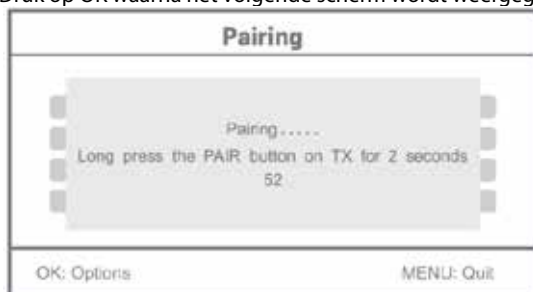 Druk op OK waarna het volgende scherm wordt weergeg
Pairing
Pairing.....
Long press the PAIR button on TX for 2 seconds
52
OK: Options
MENU: Quit